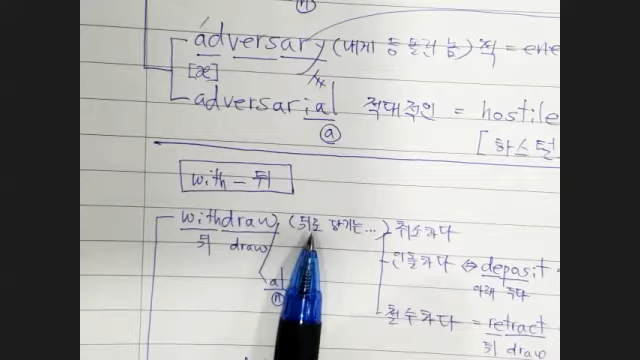 ⓝ
adversary (내게 등 돌린 놈) 적 = ene
[æ]
adversarial 적대적인 = hostile
ⓐ [하스털
with - 뒤
withdraw (뒤로 당기는...) 취소하다
뒤 draw 인출하다 ⇔ deposit
al 아래 두다
ⓝ 철수하다 = retract
뒤 draw